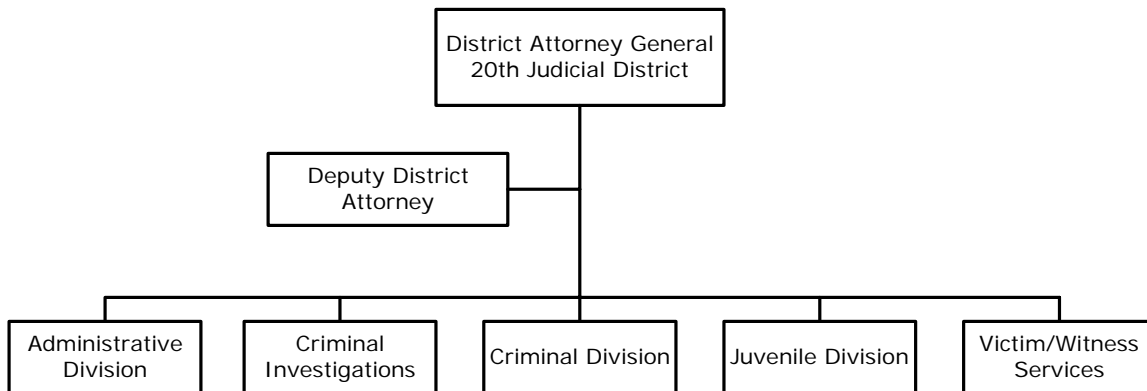 District Attorney General
20th Judicial District
Deputy District
Attorney
Administrative
Division
Criminal
Investigations
Criminal Division
Juvenile Division
Victim/Witness
Services